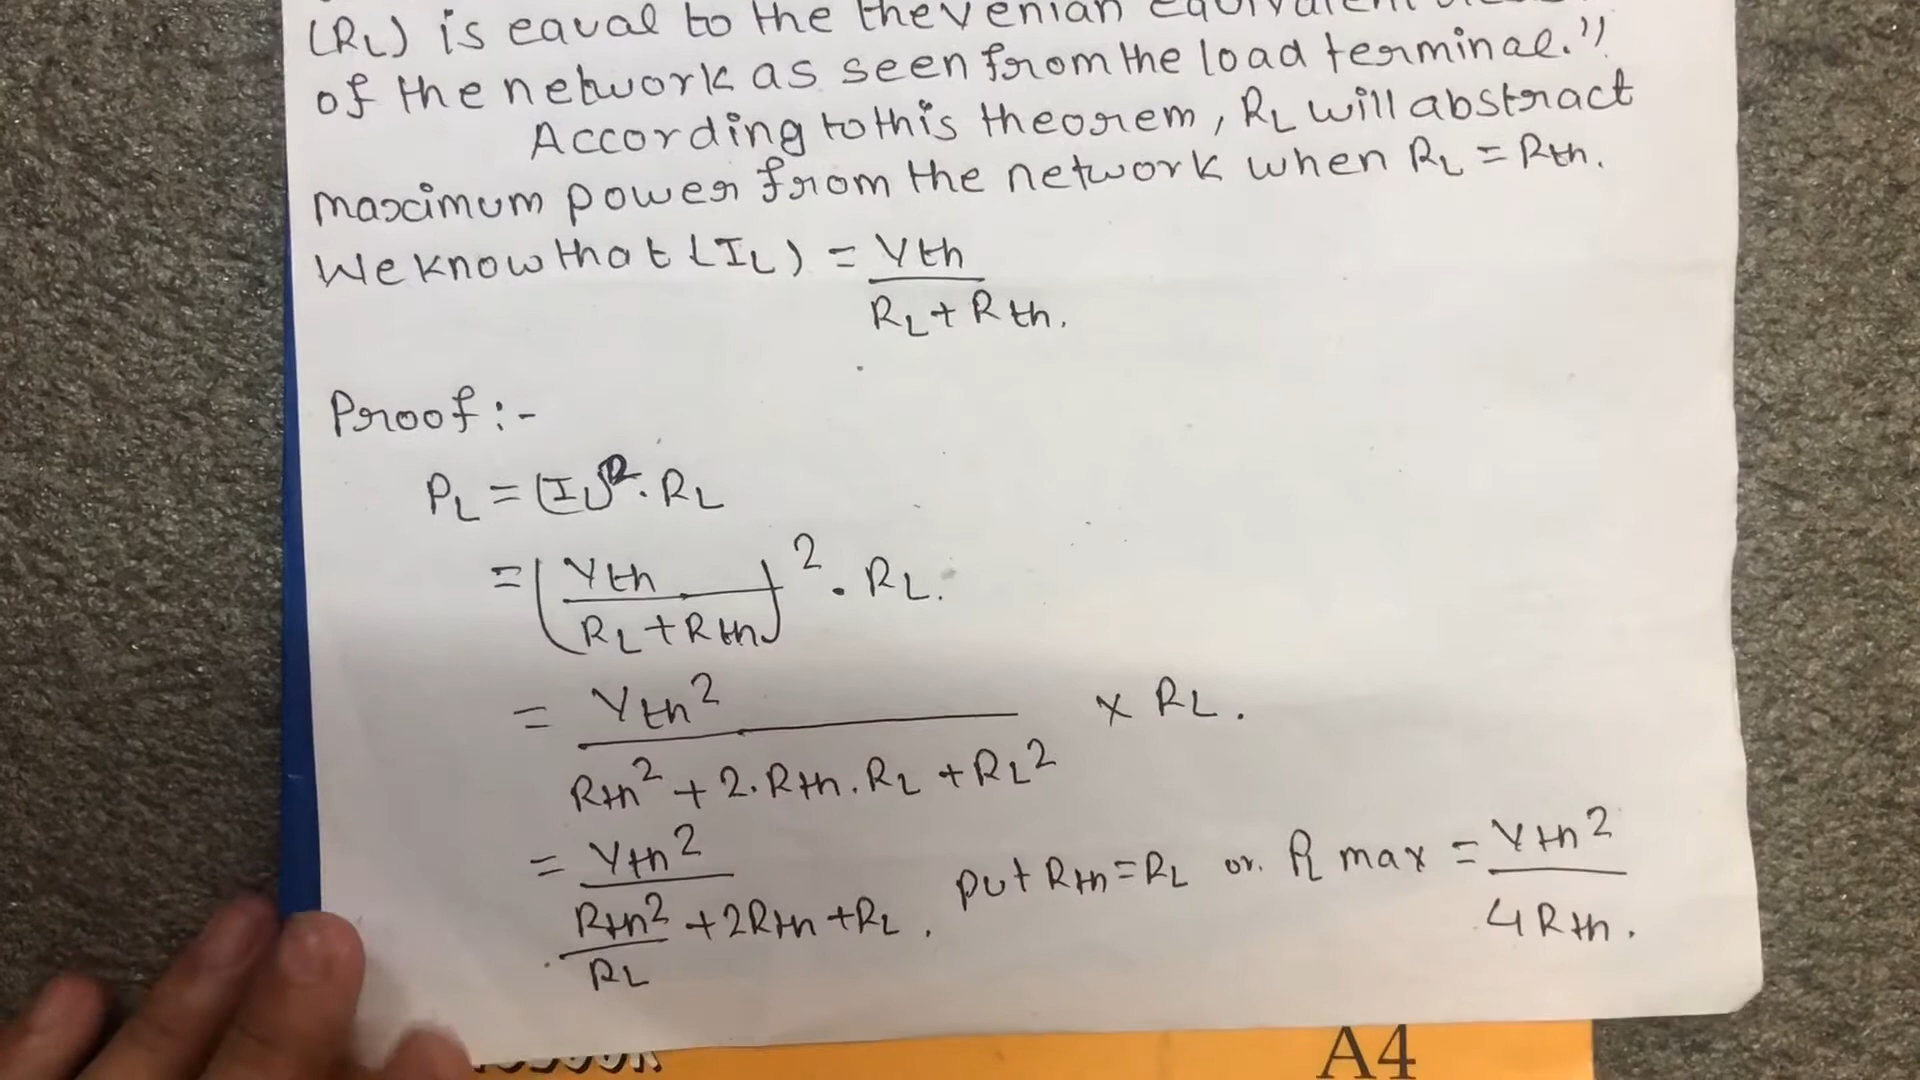 (RL) is equal to the thevenian equivalent
of the network as seen from the load terminal."
According to this theorem, RL will abstract
maximum power from the network when RL = Rth.
We know that (IL) = Vth
RL + Rth.
Proof :-
PL = (IL)2 . RL
= (Vth / RL + Rth)2 . RL.
= Vth2 / Rth2 + 2.Rth.RL + RL2 × RL.
= Vth2 / Rth2/RL + 2Rth + RL . put Rth = RL or. PL max = Vth2 / 4Rth.
A4